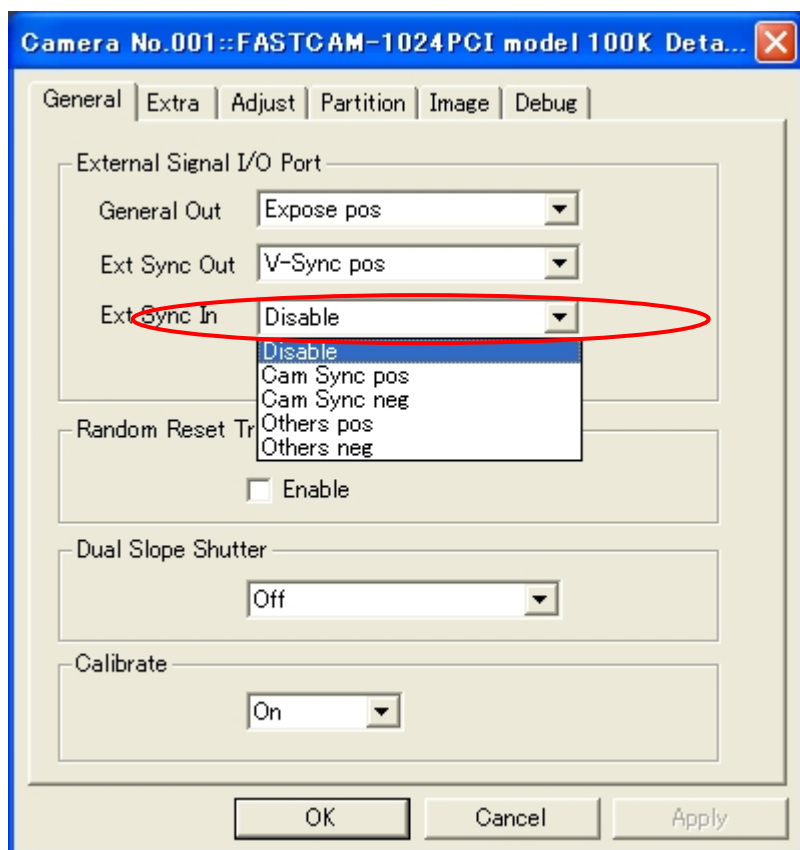 Camera No.001::FASTCAM-1024PCI model 100K Deta...
General Extra Adjust Partition Image Debug
External Signal I/O Port
General Out Expose pos
Ext Sync Out V-Sync pos
Ext Sync In Disable
Disable
Cam Sync pos
Cam Sync neg
Others pos
Others neg
Random Reset Tr
Enable
Dual Slope Shutter
Off
Calibrate
On
OK Cancel Apply